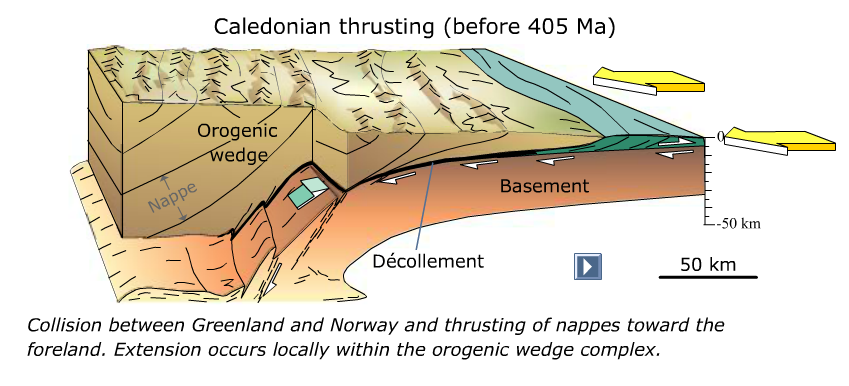 Caledonian thrusting (before 405 Ma)
Orogenic
wedge
Nappe
0
Basement
-50 km
Décollement
50 km
Collision between Greenland and Norway and thrusting of nappes toward the
foreland. Extension occurs locally within the orogenic wedge complex.